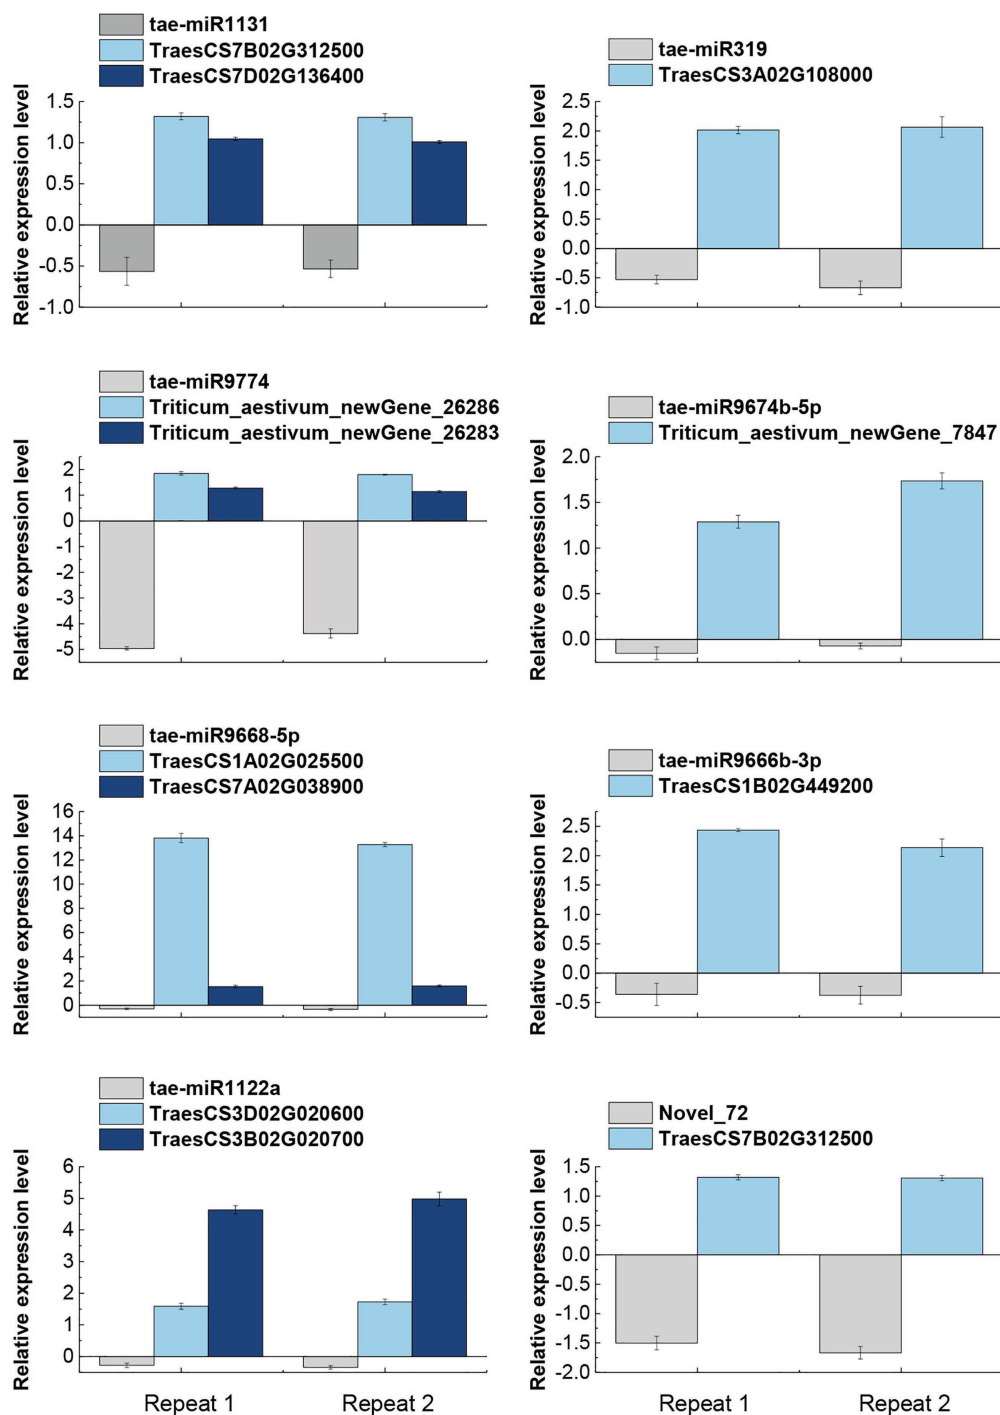 tae-miR1131
TraesCS7B02G312500
TraesCS7D02G136400
Relative expression level
1.5
1.0
0.5
0.0
-0.5
-1.0
tae-miR319
TraesCS3A02G108000
Relative expression level
2.5
2.0
1.5
1.0
0.5
0.0
-0.5
-1.0
tae-miR9774
Triticum_aestivum_newGene_26286
Triticum_aestivum_newGene_26283
Relative expression level
2
1
0
-1
-2
-3
-4
-5
tae-miR9674b-5p
Triticum_aestivum_newGene_7847
Relative expression level
2.0
1.5
1.0
0.5
0.0
tae-miR9668-5p
TraesCS1A02G025500
TraesCS7A02G038900
Relative expression level
16
14
12
10
8
6
4
2
0
tae-miR9666b-3p
TraesCS1B02G449200
Relative expression level
2.5
2.0
1.5
1.0
0.5
0.0
-0.5
tae-miR1122a
TraesCS3D02G020600
TraesCS3B02G020700
Relative expression level
6
5
4
3
2
1
0
Repeat 1
Repeat 2
Novel_72
TraesCS7B02G312500
Relative expression level
1.5
1.0
0.5
0.0
-0.5
-1.0
-1.5
-2.0
Repeat 1
Repeat 2